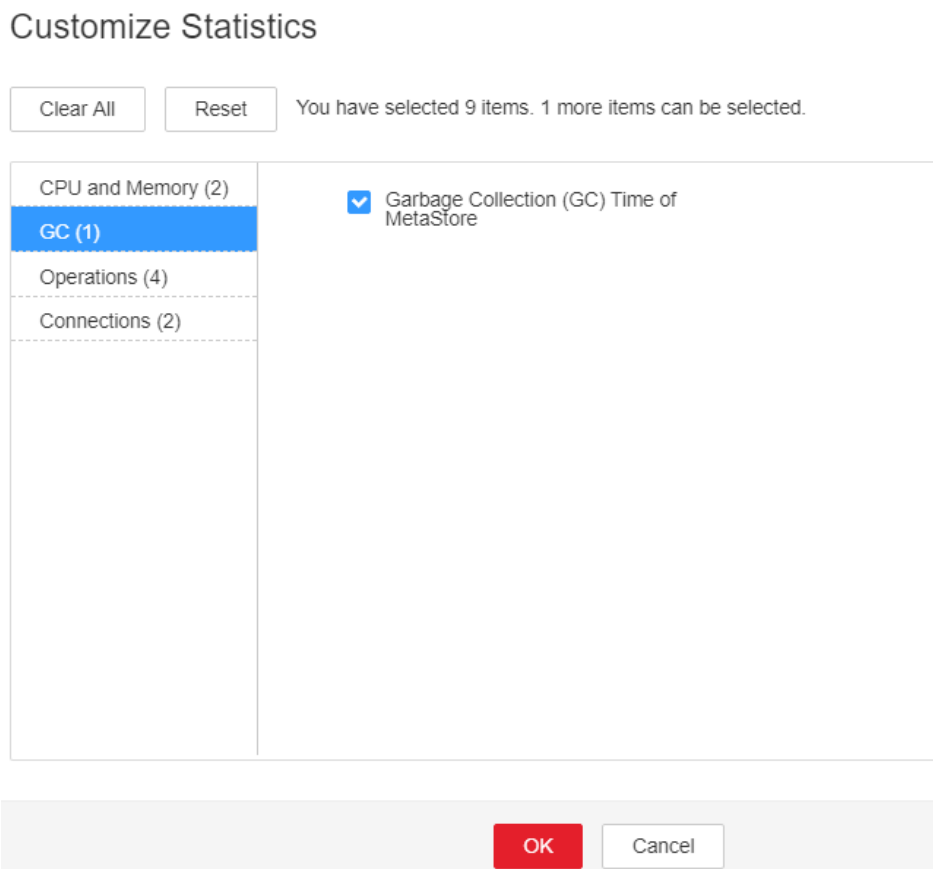 Customize Statistics
Clear All
Reset
You have selected 9 items. 1 more items can be selected.
CPU and Memory (2)
GC (1)
Operations (4)
Connections (2)
Garbage Collection (GC) Time of
MetaStore
OK
Cancel